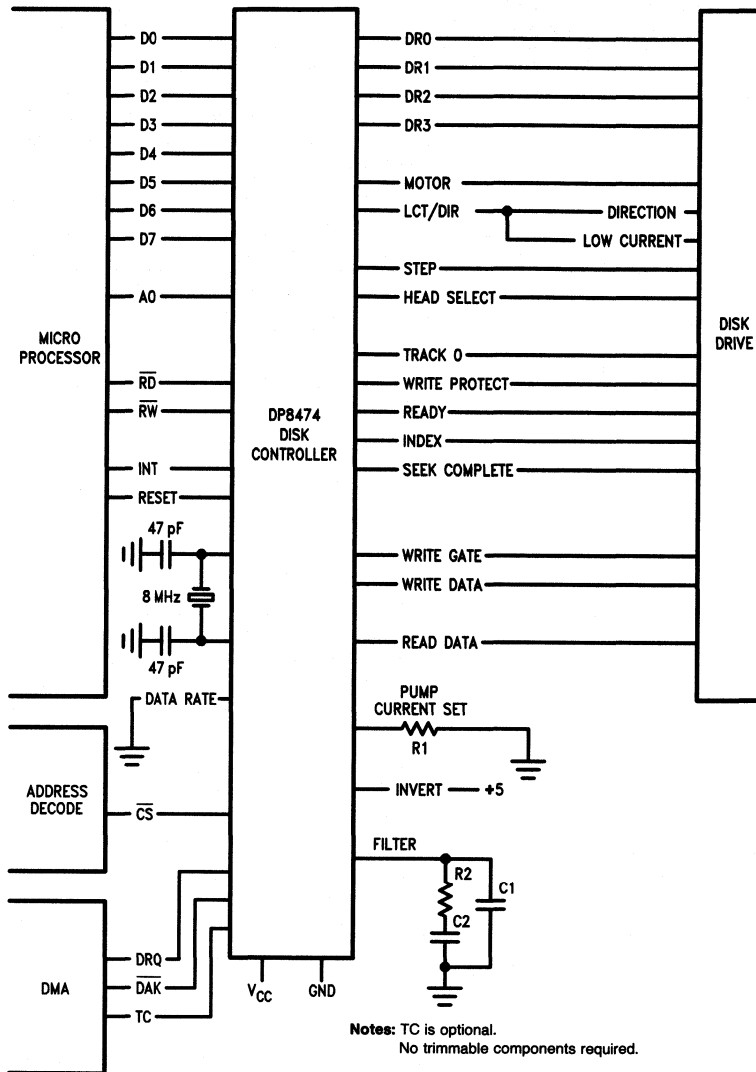 D0
D1
D2
D3
D4
D5
D6
D7
A0
MICRO
PROCESSOR
RD
RW
INT
RESET
47 pF
8 MHz
47 pF
DATA RATE
ADDRESS
DECODE
CS
DRQ
DMA
DAK
TC
DP8474
DISK
CONTROLLER
VCC
GND
DR0
DR1
DR2
DR3
MOTOR
LCT/DIR
DIRECTION
LOW CURRENT
STEP
HEAD SELECT
TRACK 0
WRITE PROTECT
READY
INDEX
SEEK COMPLETE
WRITE GATE
WRITE DATA
READ DATA
DISK
DRIVE
PUMP
CURRENT SET
R1
INVERT
+5
FILTER
R2
C1
C2
Notes: TC is optional.
No trimmable components required.